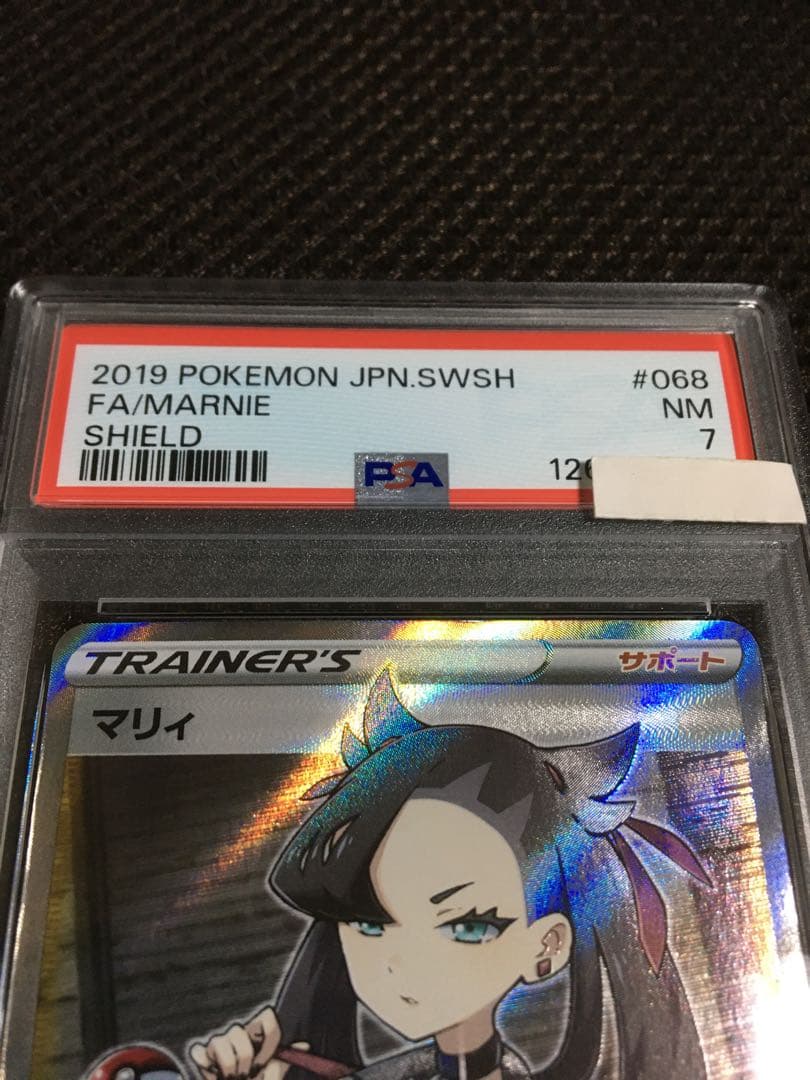 2019 POKEMON JPN.SWSH #068
FA/MARNIE NM
SHIELD 7
PSA 126
TRAINER'S サポート
マリィ